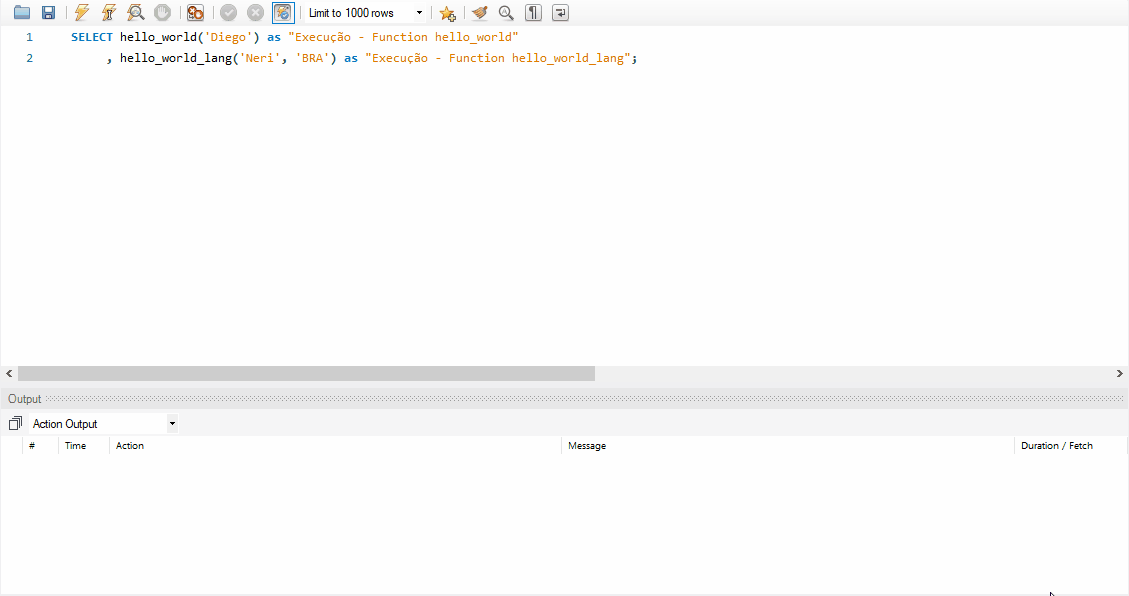 Limit to 1000 rows
1 SELECT hello_world('Diego') as "Execução - Function hello_world"
2 , hello_world_lang('Neri', 'BRA') as "Execução - Function hello_world_lang";
Output
Action Output
# Time Action Message Duration / Fetch